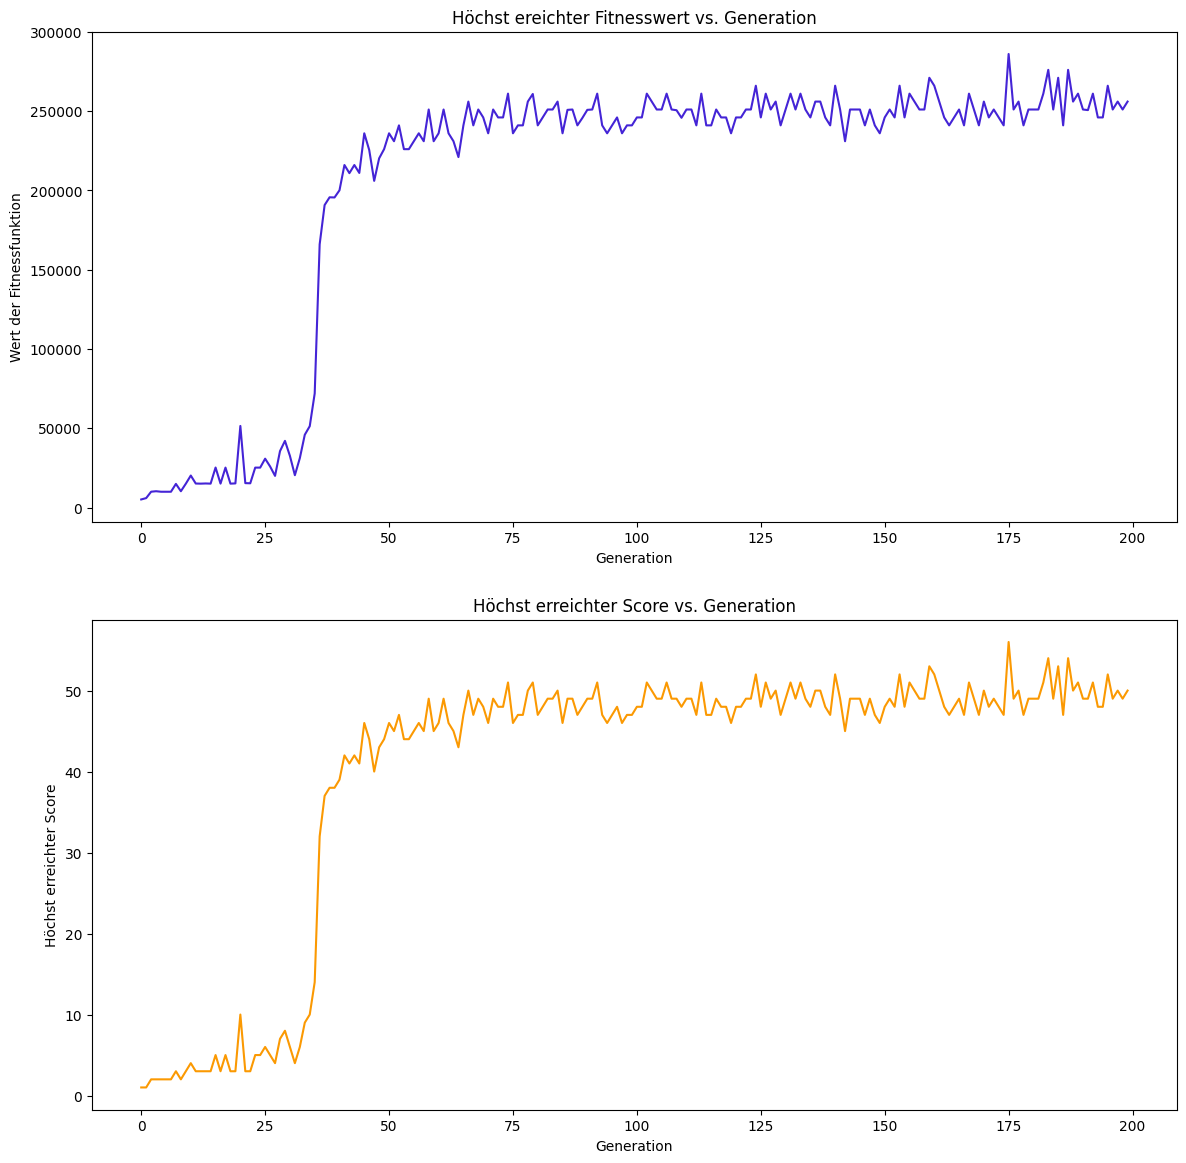 Höchst ereichter Fitnesswert vs. Generation
300000
250000
200000
150000
100000
50000
0
Wert der Fitnessfunktion
0 25 50 75 100 125 150 175 200
Generation
Höchst erreichter Score vs. Generation
50
40
30
20
10
0
Höchst erreichter Score
0 25 50 75 100 125 150 175 200
Generation